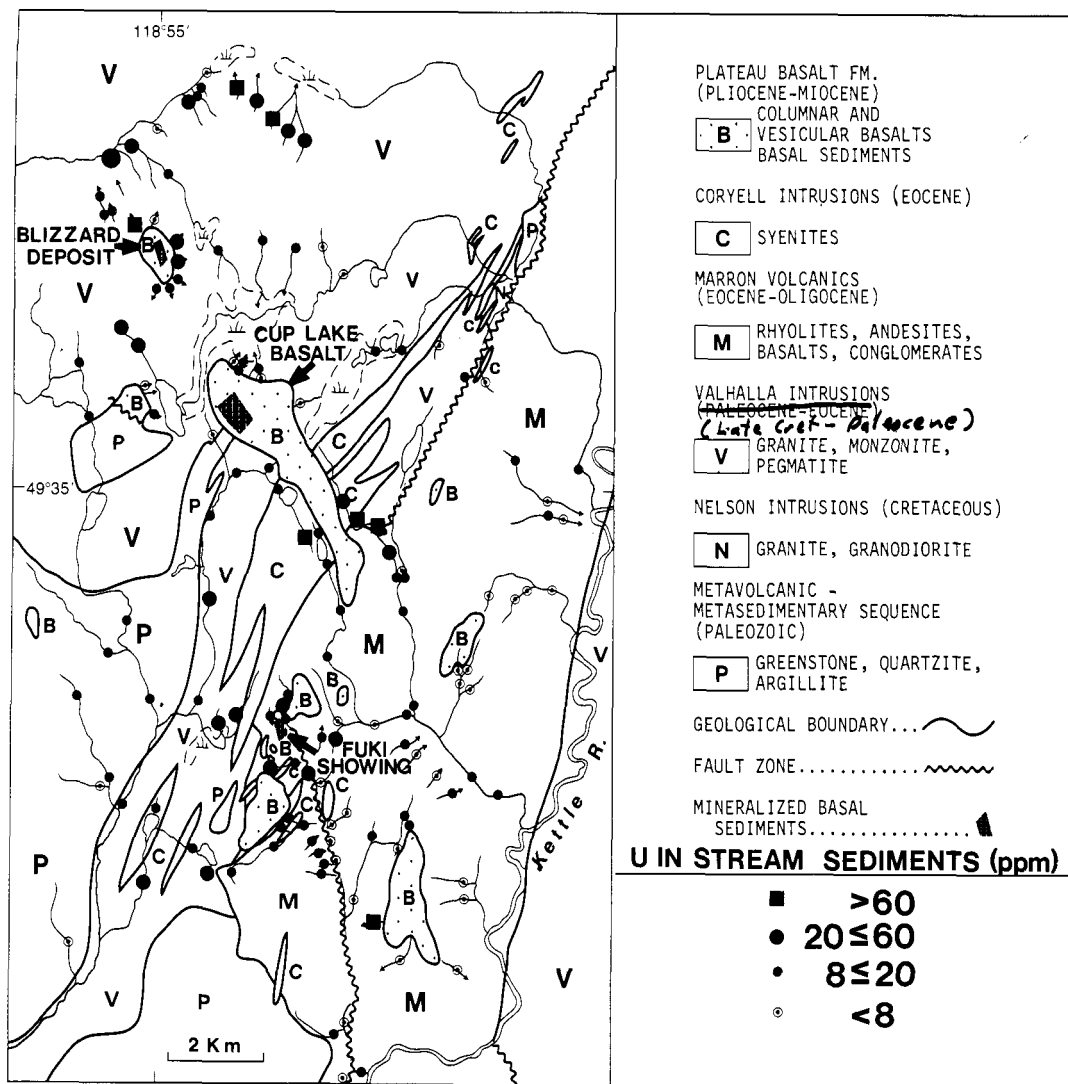 118°55'
V
V
V
C
BLIZZARD
DEPOSIT
B
C
P
V
V
C
CUP LAKE
BASALT
C
V
M
B
P
B
C
B
49°35'
C
P
V
V
C
B
P
M
B
B
V
V
B
FUKI
SHOWING
B
C
P
B
C
C
R.
Kettle
C
P
B
M
C
V
P
M
V
2 Km
PLATEAU BASALT FM.
(PLIOCENE-MIOCENE)
B COLUMNAR AND
VESICULAR BASALTS
BASAL SEDIMENTS
CORYELL INTRUSIONS (EOCENE)
C SYENITES
MARRON VOLCANICS
(EOCENE-OLIGOCENE)
M RHYOLITES, ANDESITES,
BASALTS, CONGLOMERATES
VALHALLA INTRUSIONS
(PALEOCENE-EOCENE)
(Late Cret - Paleocene)
V GRANITE, MONZONITE,
PEGMATITE
NELSON INTRUSIONS (CRETACEOUS)
N GRANITE, GRANODIORITE
METAVOLCANIC -
METASEDIMENTARY SEQUENCE
(PALEOZOIC)
P GREENSTONE, QUARTZITE,
ARGILLITE
GEOLOGICAL BOUNDARY...
FAULT ZONE............
MINERALIZED BASAL
SEDIMENTS................
U IN STREAM SEDIMENTS (ppm)
>60
20≤60
8≤20
<8